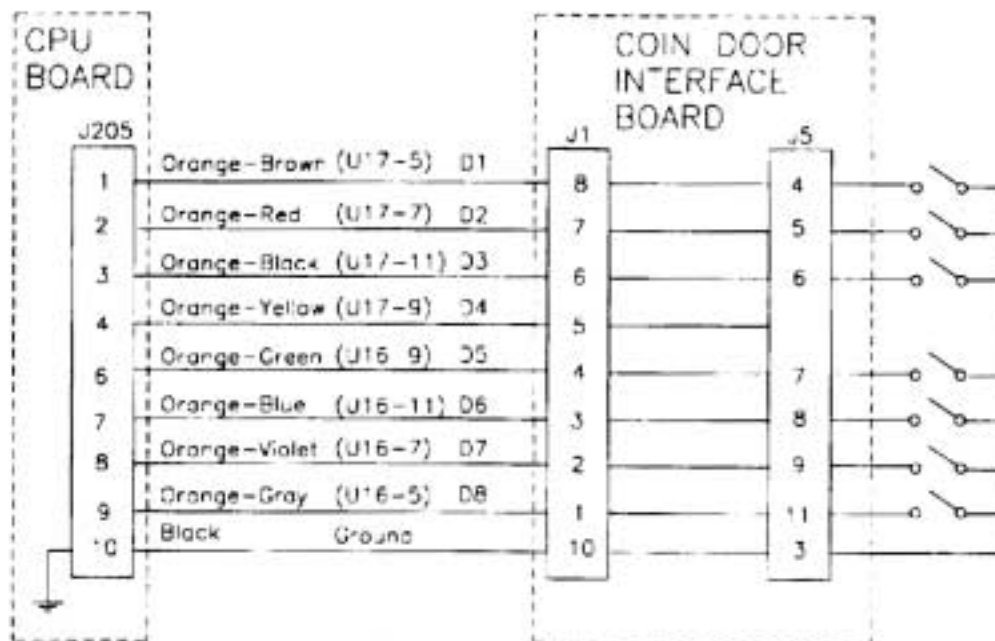 CPU
BOARD
COIN DOOR
INTERFACE
BOARD
J205
J1
J5
Orange-Brown (U17-5) D1
1
8
4
Orange-Red (U17-7) D2
2
7
5
Orange-Black (U17-11) D3
3
6
6
Orange-Yellow (U17-9) D4
4
5
Orange-Green (U16-9) D5
6
4
7
Orange-Blue (U16-11) D6
7
3
8
Orange-Violet (U16-7) D7
8
2
9
Orange-Gray (U16-5) D8
9
1
11
Black Ground
10
10
3